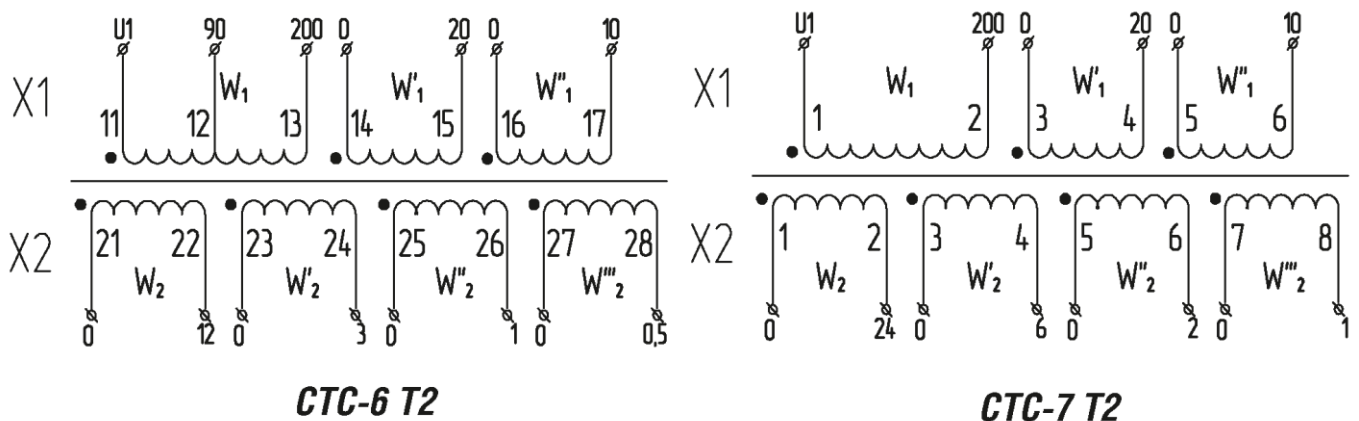 U1 90 200 0 20 0 10
X1 W₁ W'₁ W'''₁
11 12 13 14 15 16 17
X2 21 22 23 24 25 26 27 28
W₂ W'₂ W''₂ W''''₂
0 12 0 3 0 1 0 0,5
СТС-6 Т2
U1 200 0 20 0 10
X1 W₁ W'₁ W''₁
1 2 3 4 5 6
X2 1 2 3 4 5 6 7 8
W₂ W'₂ W''₂ W''''₂
0 24 0 6 0 2 0 1
СТС-7 Т2